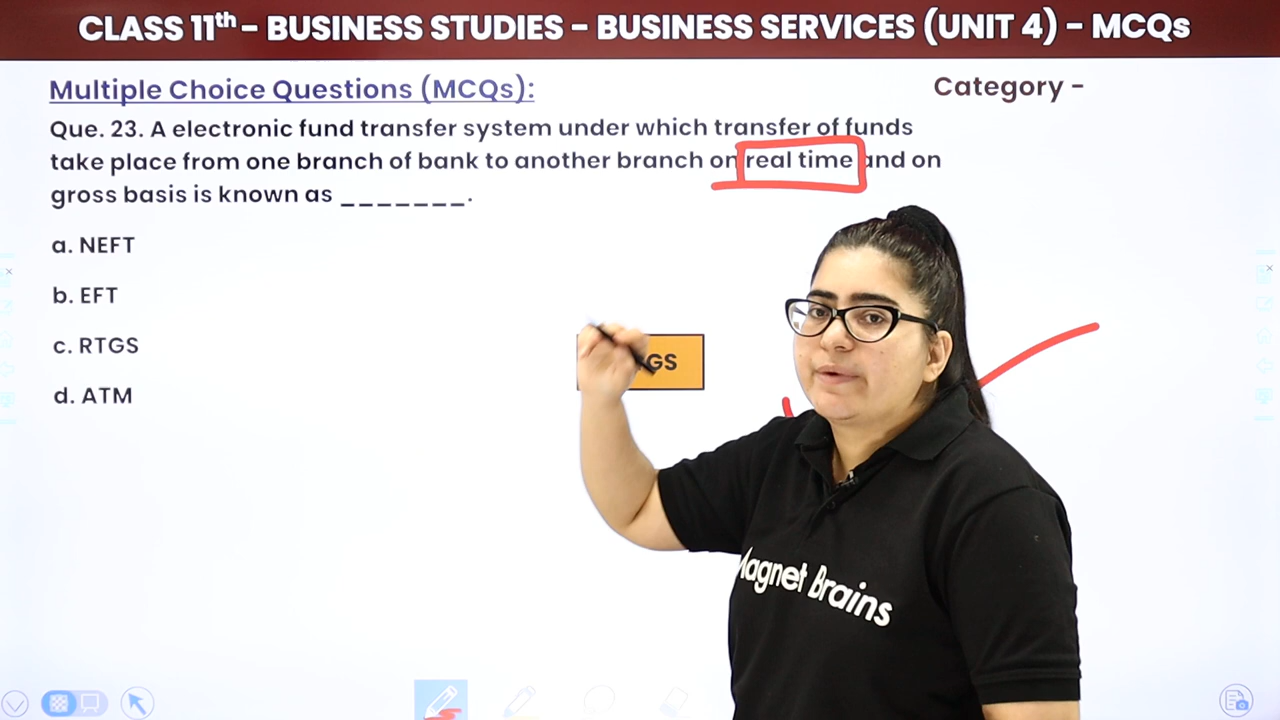 CLASS 11th - BUSINESS STUDIES - BUSINESS SERVICES (UNIT 4) - MCQs
Multiple Choice Questions (MCQs):
Category -
Que. 23. A electronic fund transfer system under which transfer of funds
take place from one branch of bank to another branch on real time and on
gross basis is known as _______.
a. NEFT
b. EFT
c. RTGS
GS
d. ATM
Magnet Brains